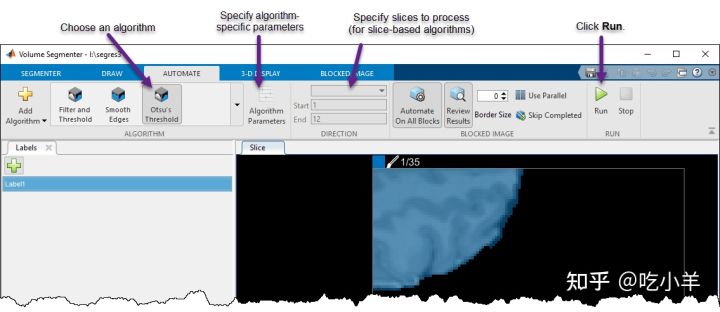 Choose an algorithm
Specify algorithm-
specific parameters
Specify slices to process
(for slice-based algorithms)
Click Run.
Volume Segmenter - I:\segres3
SEGMENTER
DRAW
AUTOMATE
3-D DISPLAY
BLOCKED IMAGE
Add
Algorithm
Filter and
Threshold
Smooth
Edges
Otsu's
Threshold
Algorithm
Parameters
Start 1
End 12
Automate
On All Blocks
Review
Results
0
Border Size
Use Parallel
Skip Completed
Run
Stop
ALGORITHM
DIRECTION
BLOCKED IMAGE
RUN
Labels
Slice
Label1
1/35
知乎 @吃小羊